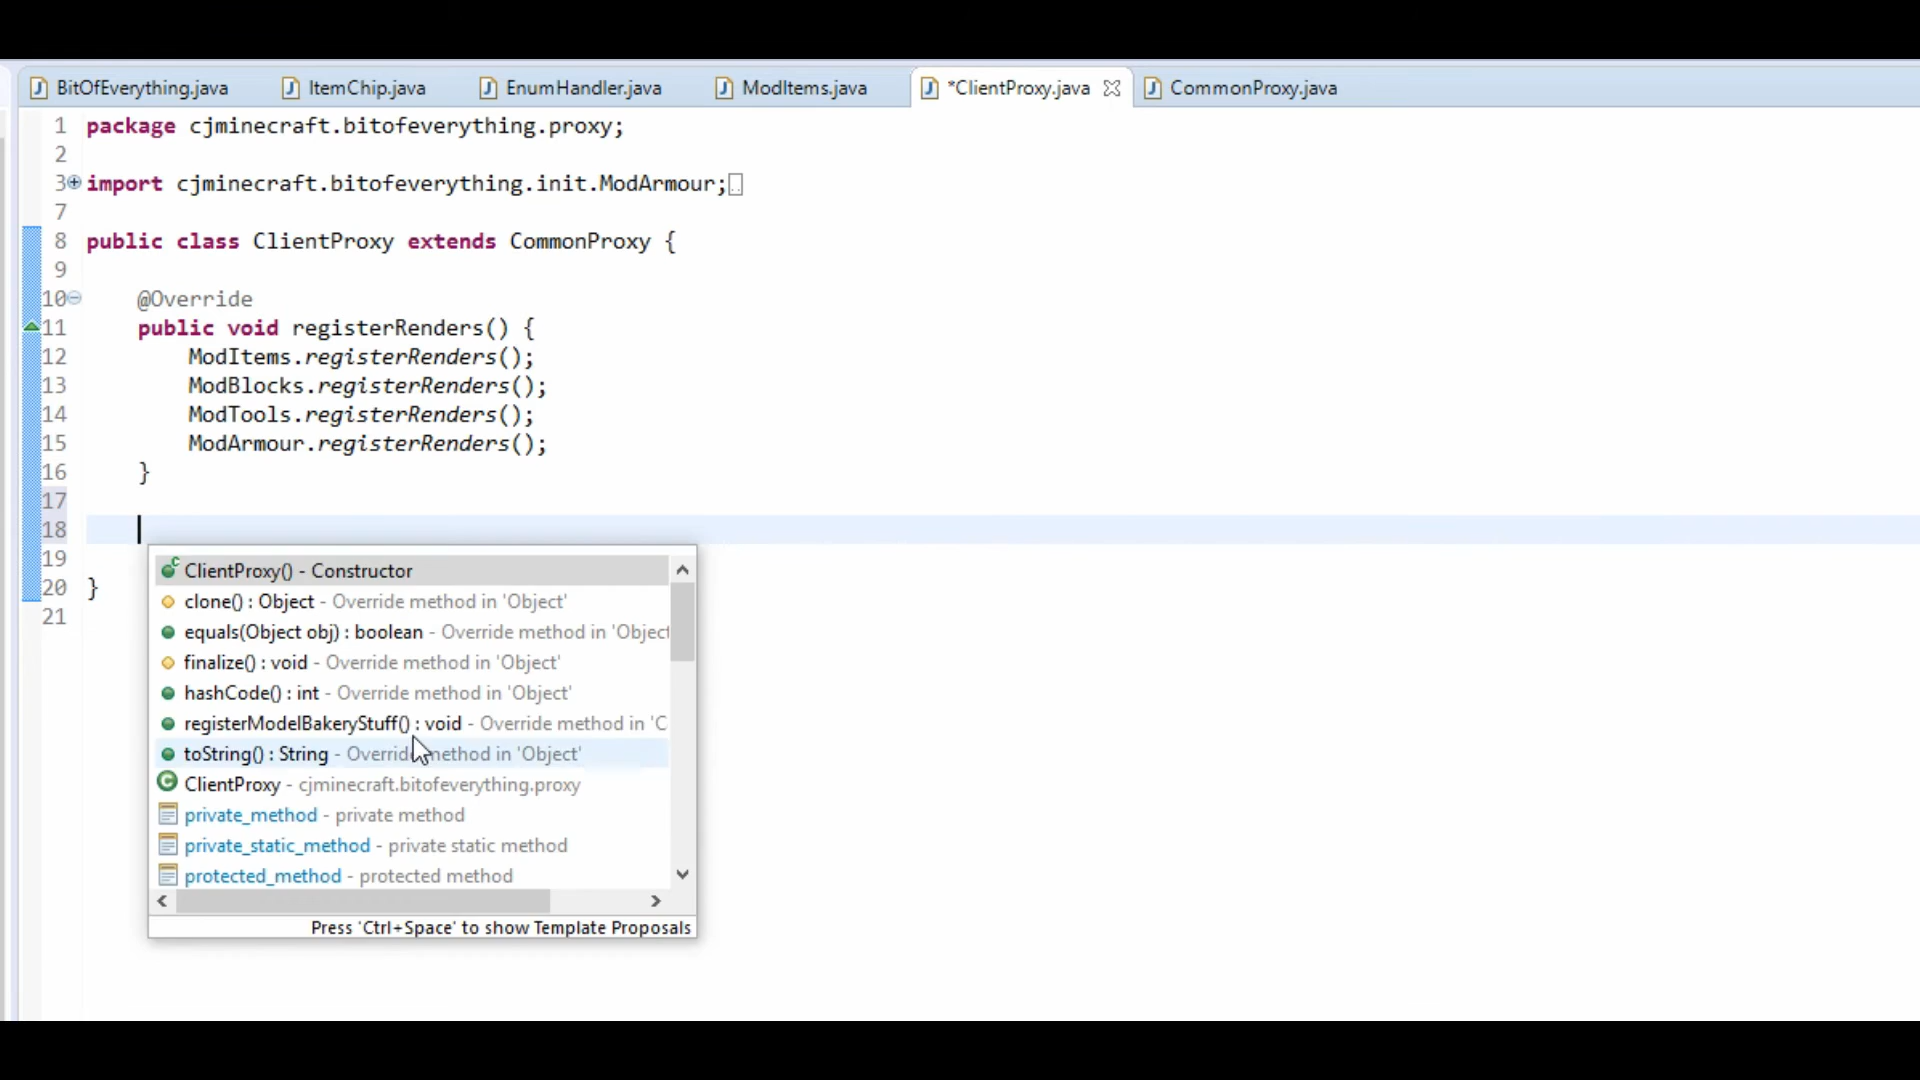 BitOfEverything.java ItemChip.java EnumHandler.java ModItems.java *ClientProxy.java CommonProxy.java
1 package cjminecraft.bitofeverything.proxy;
2
3 import cjminecraft.bitofeverything.init.ModArmour;
7
8 public class ClientProxy extends CommonProxy {
9
10 @Override
11 public void registerRenders() {
12 ModItems.registerRenders();
13 ModBlocks.registerRenders();
14 ModTools.registerRenders();
15 ModArmour.registerRenders();
16 }
17
18
19
20 }
21
ClientProxy() - Constructor
clone() : Object - Override method in 'Object'
equals(Object obj) : boolean - Override method in 'Object
finalize() : void - Override method in 'Object'
hashCode() : int - Override method in 'Object'
registerModelBakeryStuff() : void - Override method in 'C
toString() : String - Override method in 'Object'
ClientProxy - cjminecraft.bitofeverything.proxy
private_method - private method
private_static_method - private static method
protected_method - protected method
Press 'Ctrl+Space' to show Template Proposals